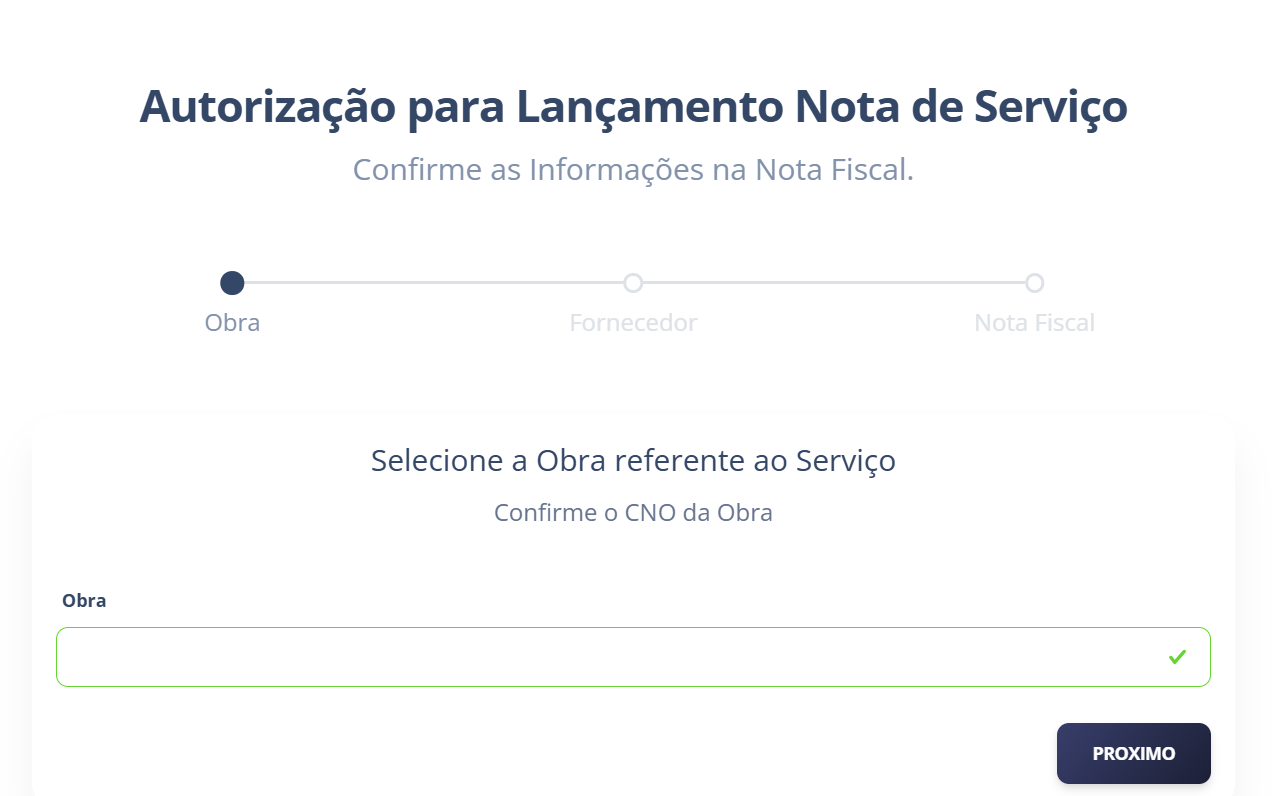 Autorização para Lançamento Nota de Serviço
Confirme as Informações na Nota Fiscal.
Obra
Fornecedor
Nota Fiscal
Selecione a Obra referente ao Serviço
Confirme o CNO da Obra
Obra
PROXIMO